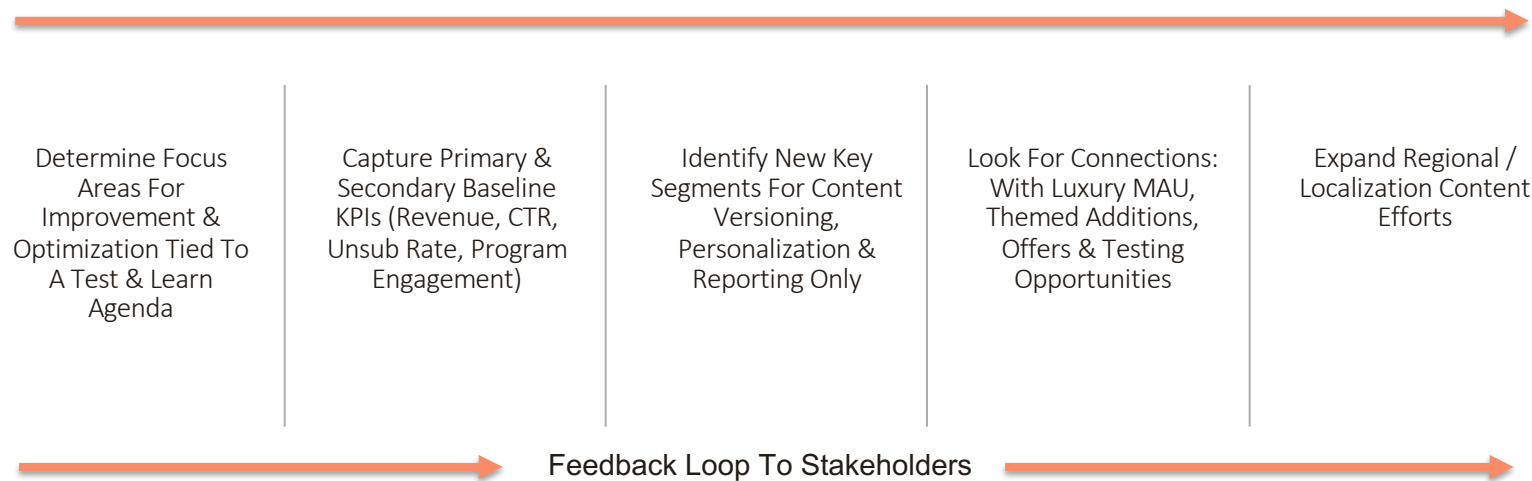 Determine Focus
Areas For
Improvement &
Optimization Tied To
A Test & Learn
Agenda
Capture Primary &
Secondary Baseline
KPIs (Revenue, CTR,
Unsub Rate, Program
Engagement)
Identify New Key
Segments For Content
Versioning,
Personalization &
Reporting Only
Look For Connections:
With Luxury MAU,
Themed Additions,
Offers & Testing
Opportunities
Expand Regional /
Localization Content
Efforts
Feedback Loop To Stakeholders